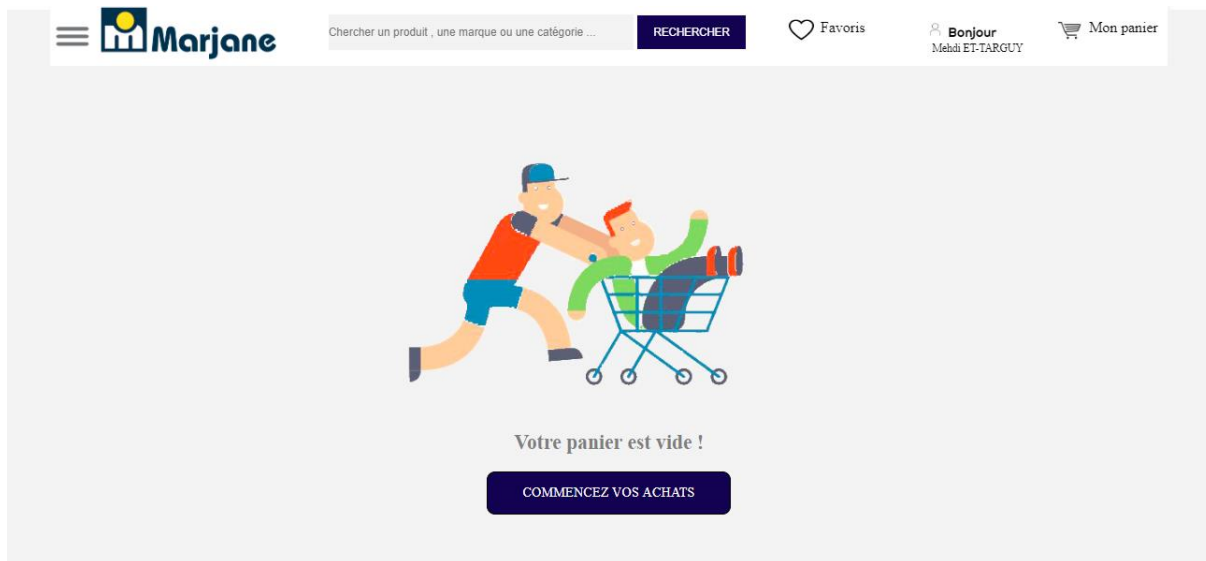 Marjane
Chercher un produit , une marque ou une catégorie ...
RECHERCHER
Favoris
Bonjour
Mehdi ET-TARGUY
Mon panier
Votre panier est vide !
COMMENCEZ VOS ACHATS